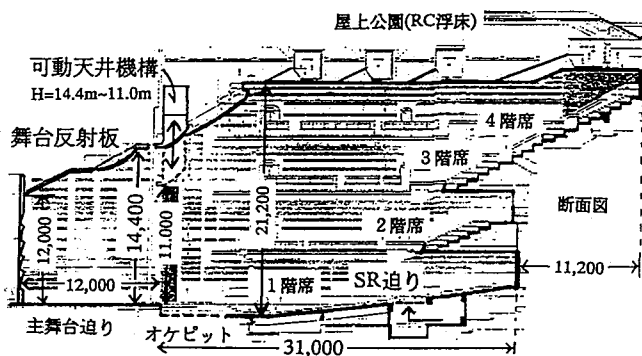 屋上公園(RC浮床)
可動天井機構
H=14.4m~11.0m
舞台反射板
4階席
3階席
2階席
1階席
SR迫り
断面図
12,000
14,400
11,000
21,200
12,000
11,200
主舞台迫り
オケピット
31,000